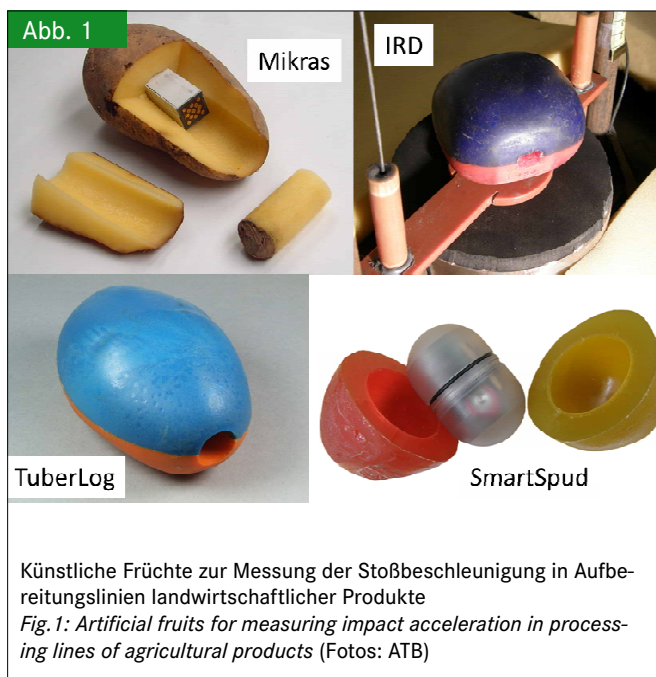 Abb. 1
Mikras
IRD
TuberLog
SmartSpud
Künstliche Früchte zur Messung der Stoßbeschleunigung in Aufbe-
reitungslinien landwirtschaftlicher Produkte
Fig.1: Artificial fruits for measuring impact acceleration in process-
ing lines of agricultural products (Fotos: ATB)